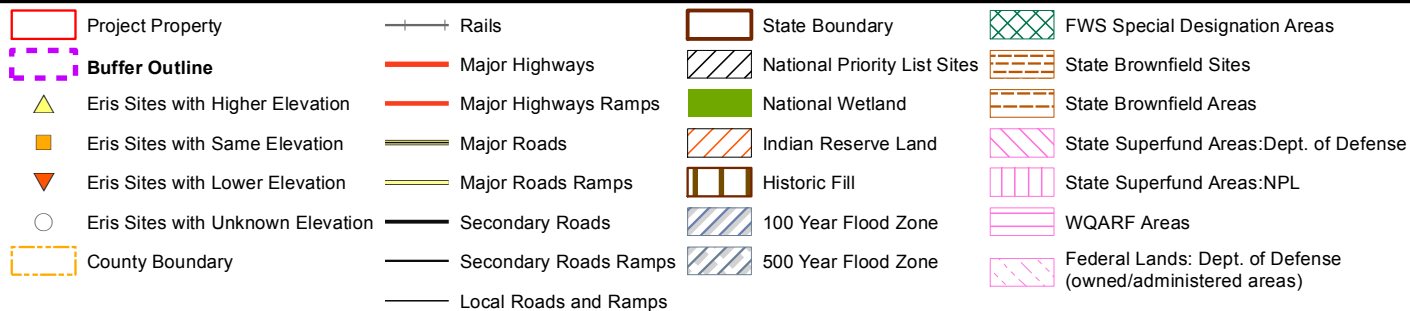 Project Property
Buffer Outline
Eris Sites with Higher Elevation
Eris Sites with Same Elevation
Eris Sites with Lower Elevation
Eris Sites with Unknown Elevation
County Boundary
Rails
Major Highways
Major Highways Ramps
Major Roads
Major Roads Ramps
Secondary Roads
Secondary Roads Ramps
Local Roads and Ramps
State Boundary
National Priority List Sites
National Wetland
Indian Reserve Land
Historic Fill
100 Year Flood Zone
500 Year Flood Zone
FWS Special Designation Areas
State Brownfield Sites
State Brownfield Areas
State Superfund Areas:Dept. of Defense
State Superfund Areas:NPL
WQARF Areas
Federal Lands: Dept. of Defense
(owned/administered areas)